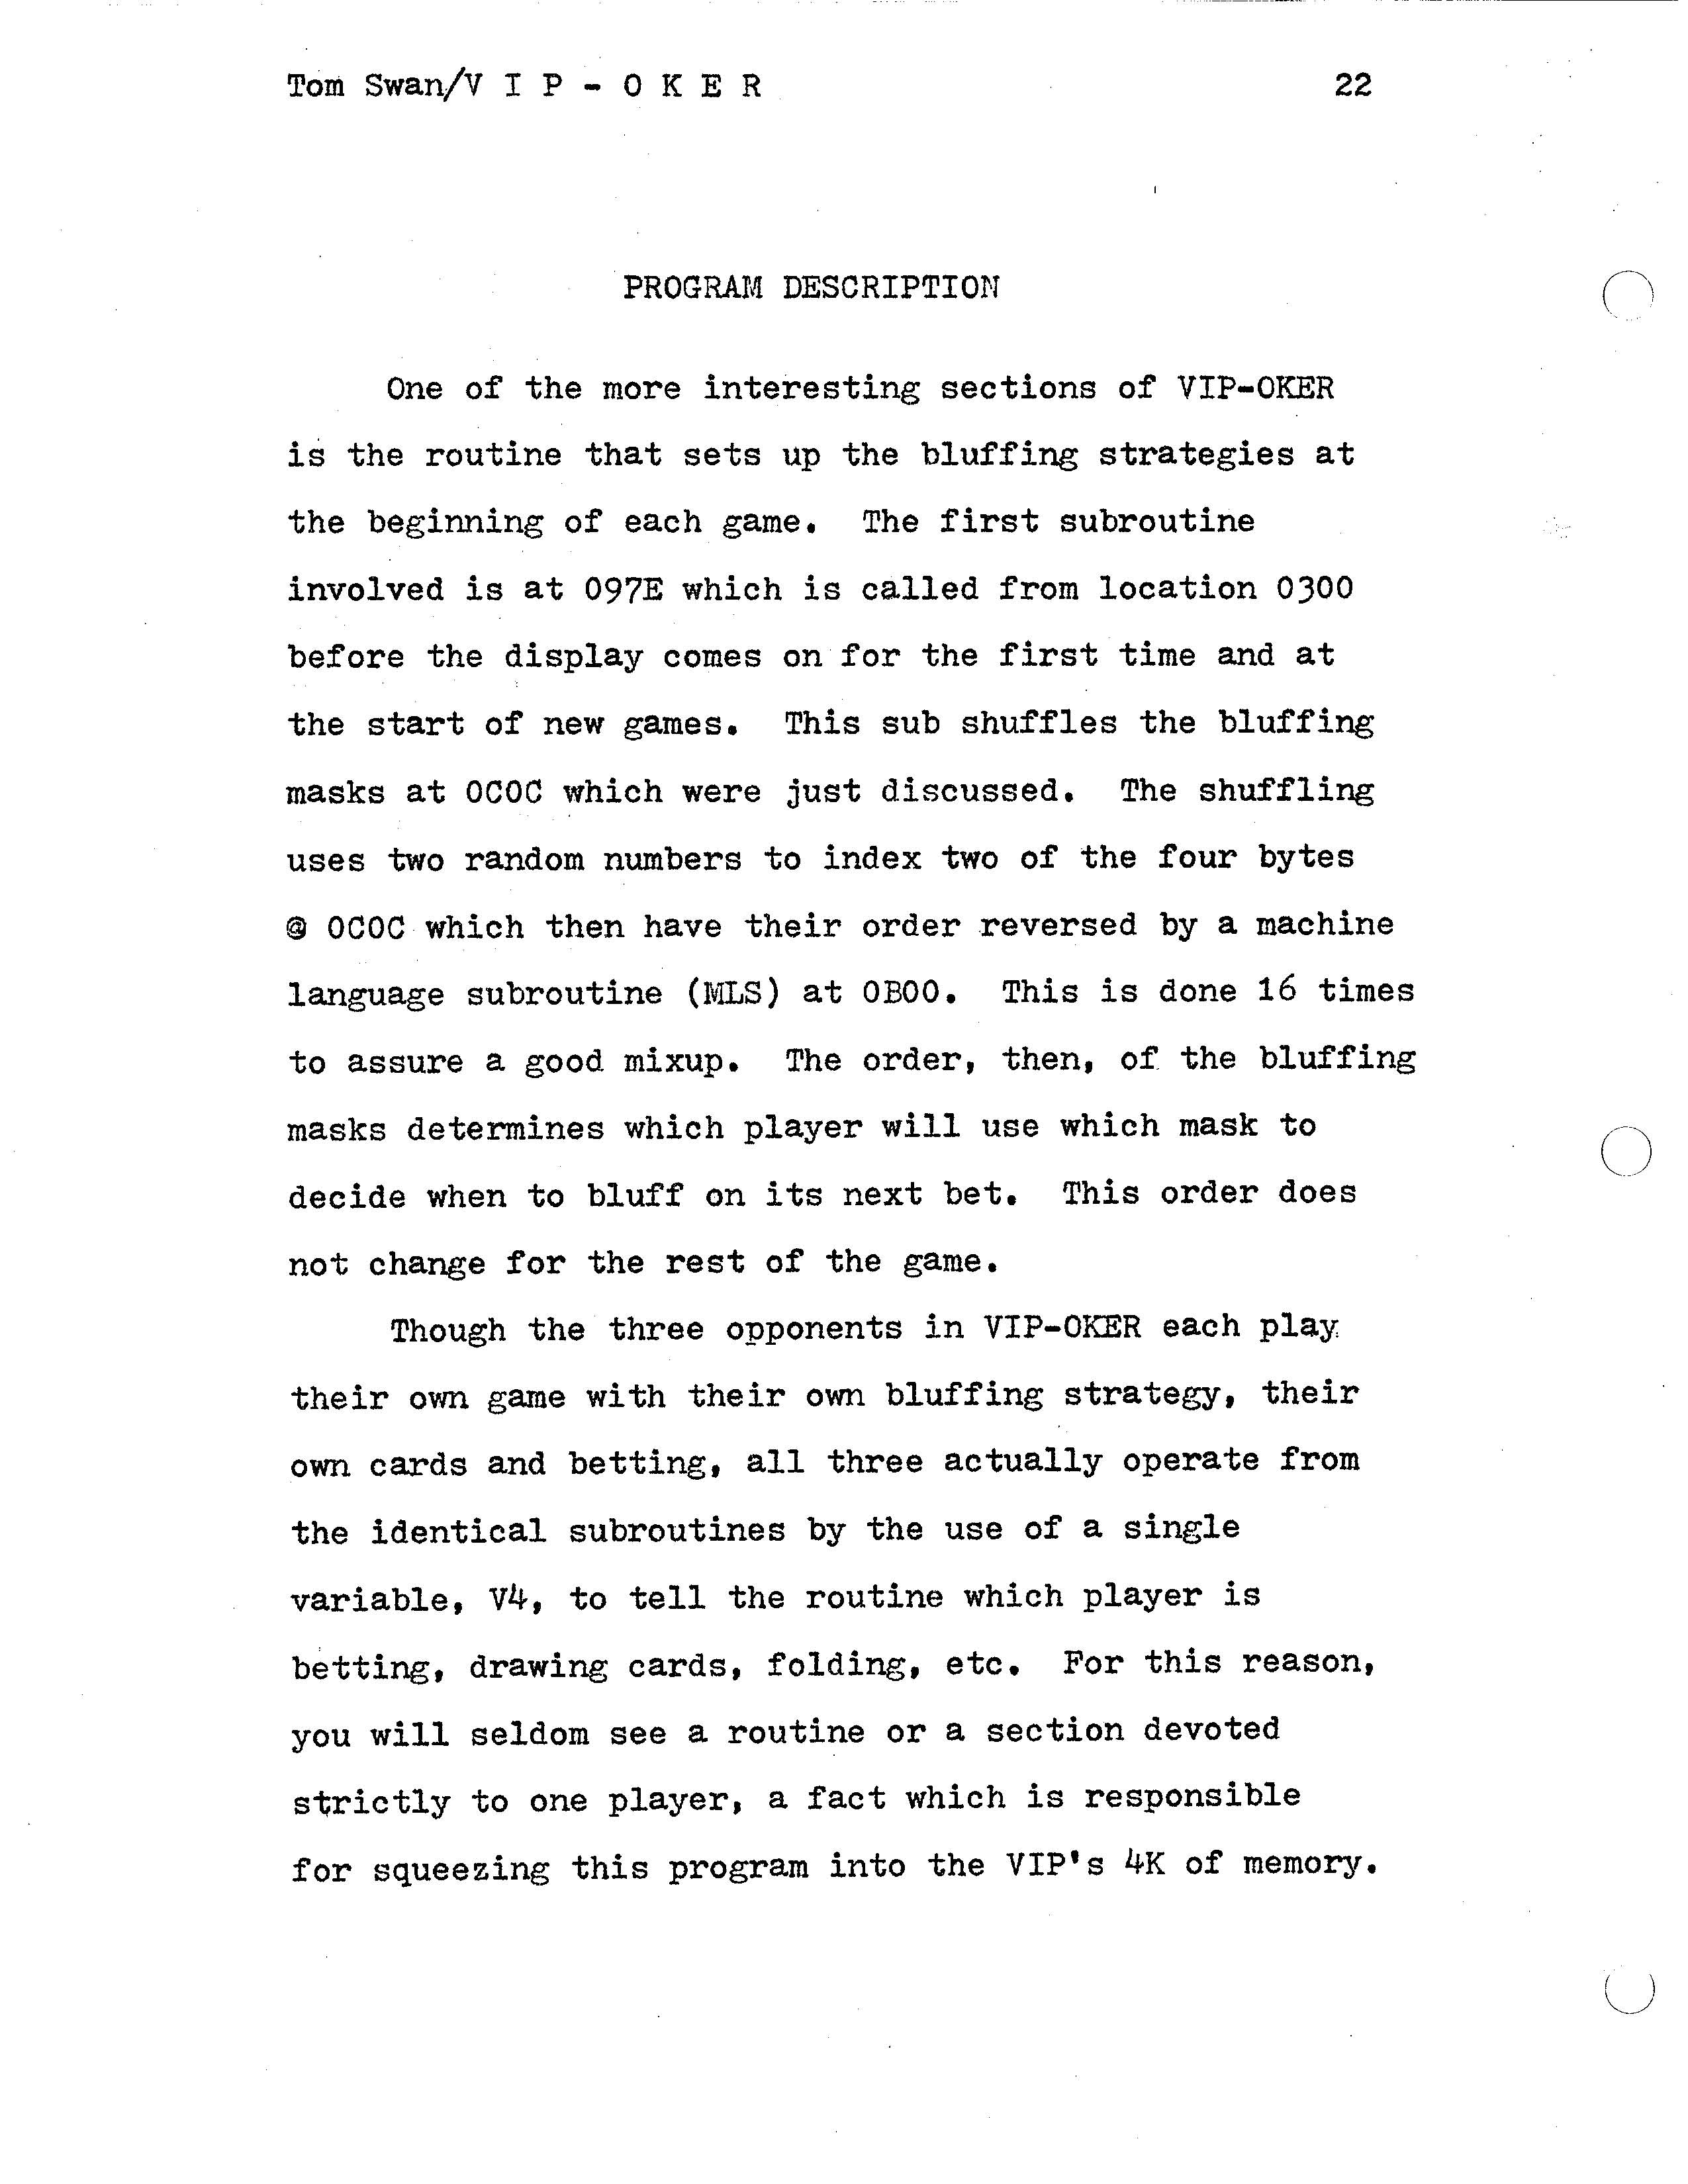 Tom Swan/V I P - O K E R 22
PROGRAM DESCRIPTION
One of the more interesting sections of VIP-OKER
is the routine that sets up the bluffing strategies at
the beginning of each game. The first subroutine
involved is at 097E which is called from location 0300
before the display comes on for the first time and at
the start of new games. This sub shuffles the bluffing
masks at 0C0C which were just discussed. The shuffling
uses two random numbers to index two of the four bytes
@ 0C0C which then have their order reversed by a machine
language subroutine (MLS) at 0B00. This is done 16 times
to assure a good mixup. The order, then, of the bluffing
masks determines which player will use which mask to
decide when to bluff on its next bet. This order does
not change for the rest of the game.
Though the three opponents in VIP-OKER each play
their own game with their own bluffing strategy, their
own cards and betting, all three actually operate from
the identical subroutines by the use of a single
variable, V4, to tell the routine which player is
betting, drawing cards, folding, etc. For this reason,
you will seldom see a routine or a section devoted
strictly to one player, a fact which is responsible
for squeezing this program into the VIP's 4K of memory.